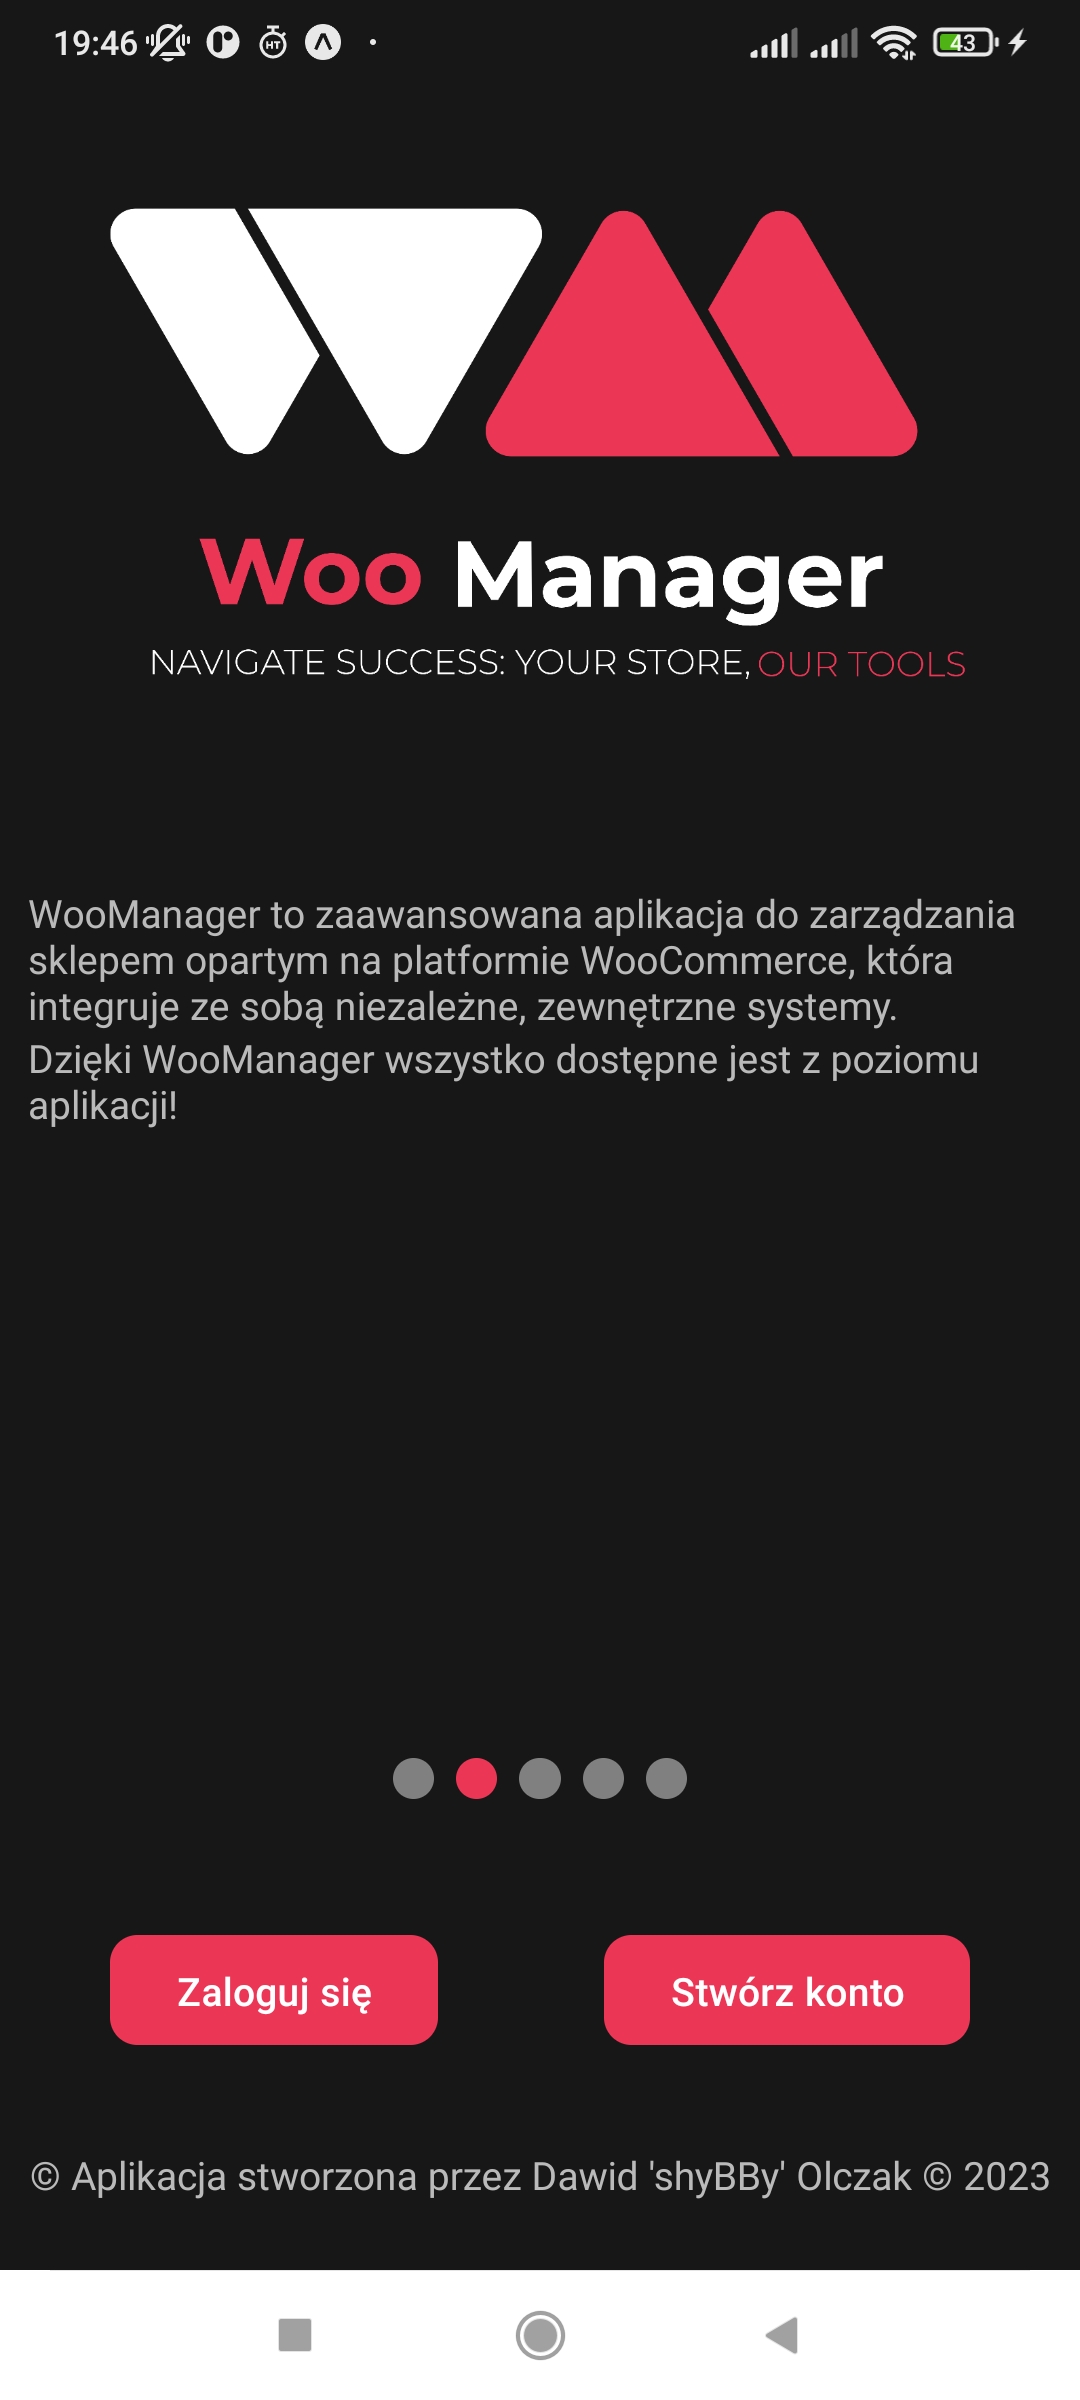 19:46
HT
43
Woo Manager
NAVIGATE SUCCESS: YOUR STORE, OUR TOOLS
WooManager to zaawansowana aplikacja do zarządzania
sklepem opartym na platformie WooCommerce, która
integruje ze sobą niezależne, zewnętrzne systemy.
Dzięki WooManager wszystko dostępne jest z poziomu
aplikacji!
Zaloguj się
Stwórz konto
© Aplikacja stworzona przez Dawid 'shyBBy' Olczak © 2023